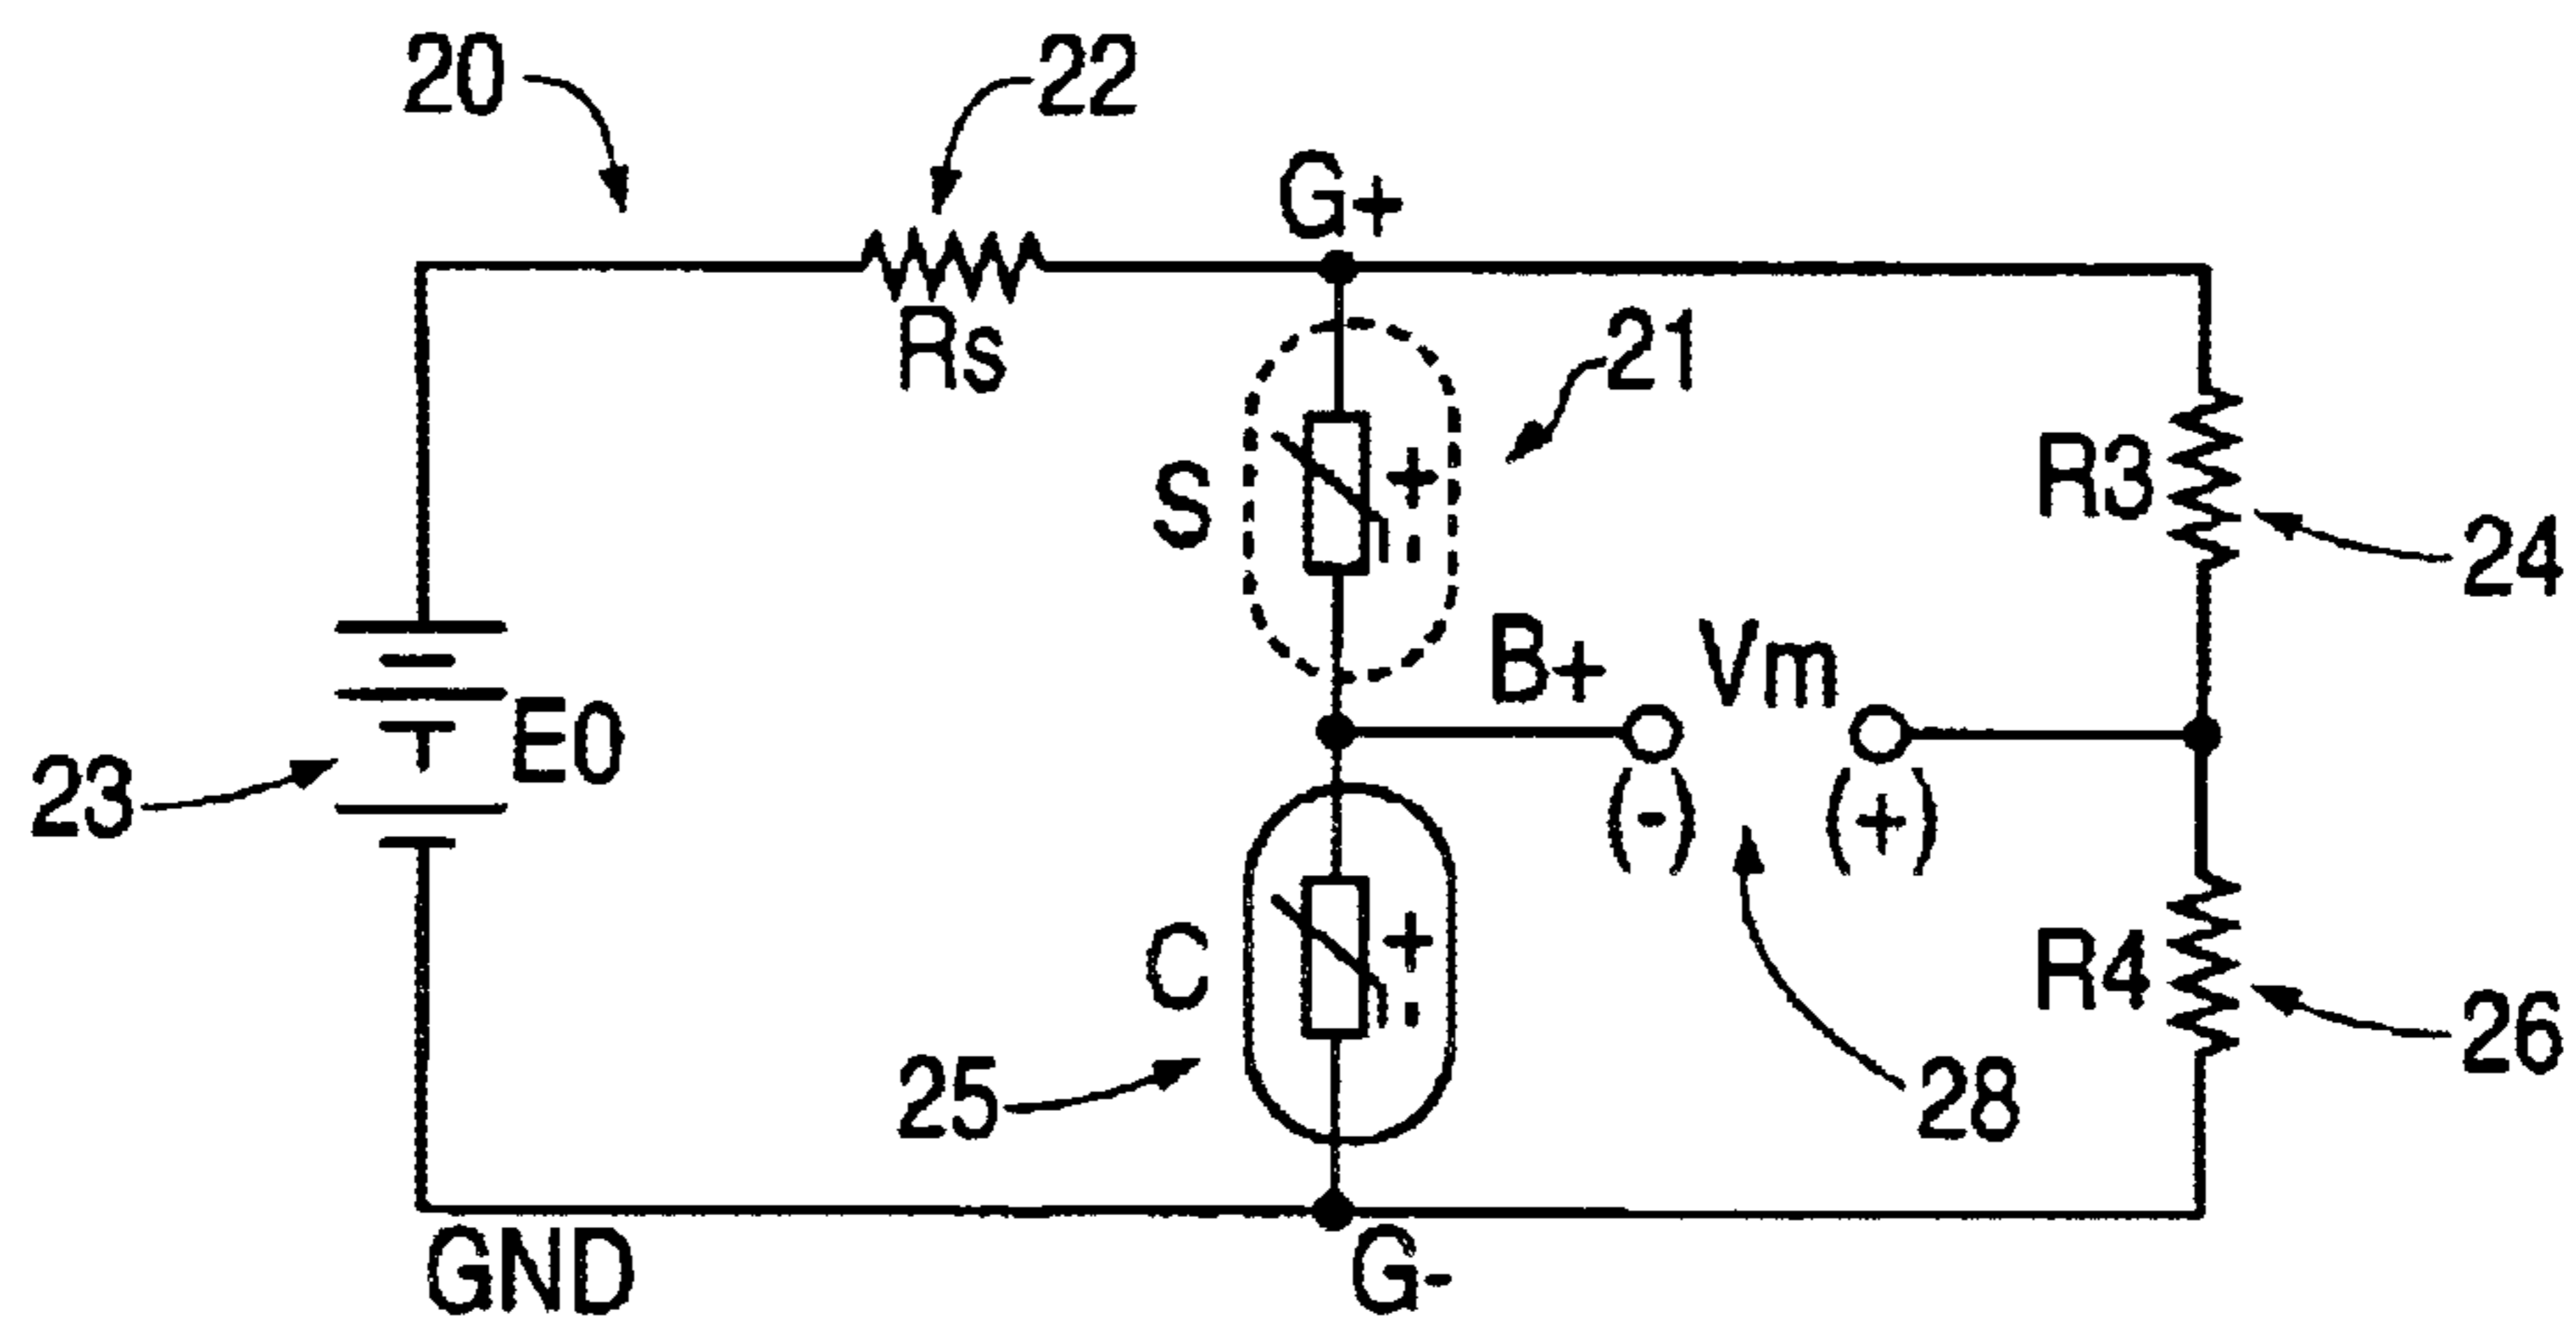 20
22
G+
Rs
21
S
+
-
R3
24
B+
Vm
E0
23
(-)
(+)
C
+
-
R4
25
28
26
GND
G-